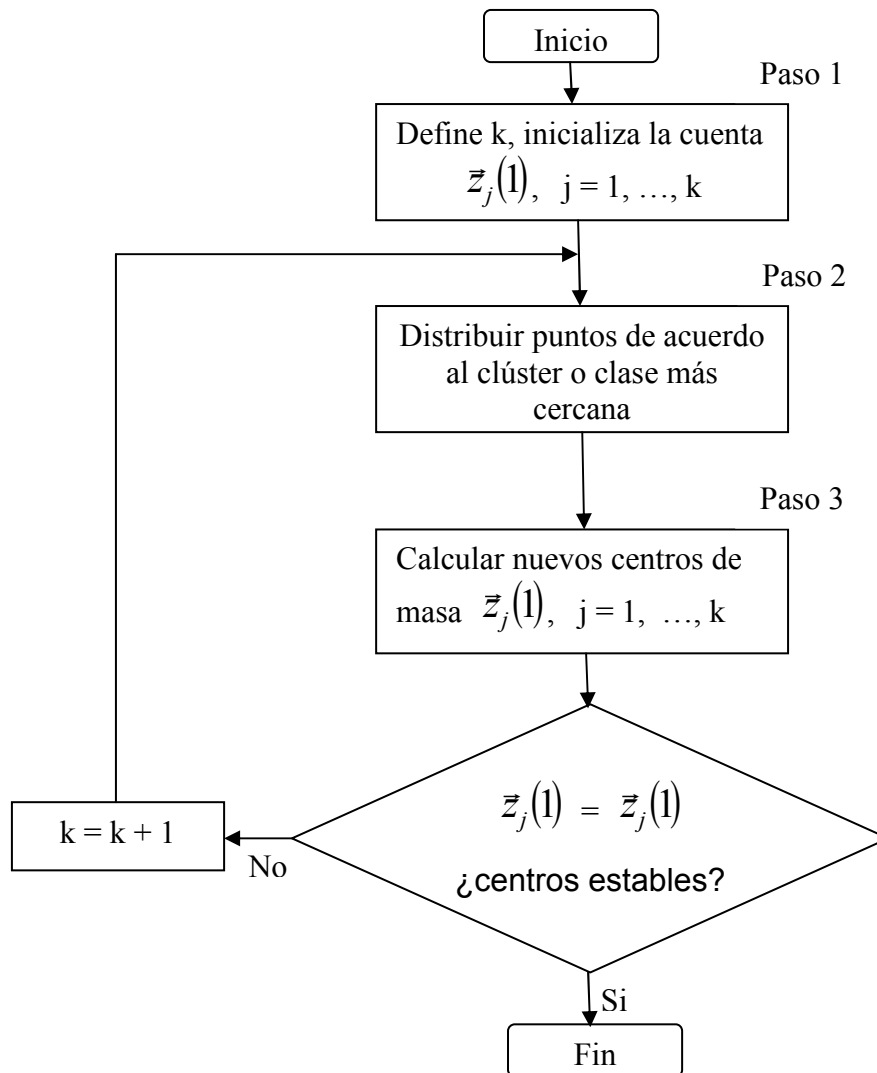 Inicio
Paso 1
Define k, inicializa la cuenta
z⃗ⱼ(1), j = 1, …, k
Paso 2
Distribuir puntos de acuerdo
al clúster o clase más
cercana
Paso 3
Calcular nuevos centros de
masa z⃗ⱼ(1), j = 1, …, k
z⃗ⱼ(1) = z⃗ⱼ(1)
¿centros estables?
k = k + 1
No
Si
Fin